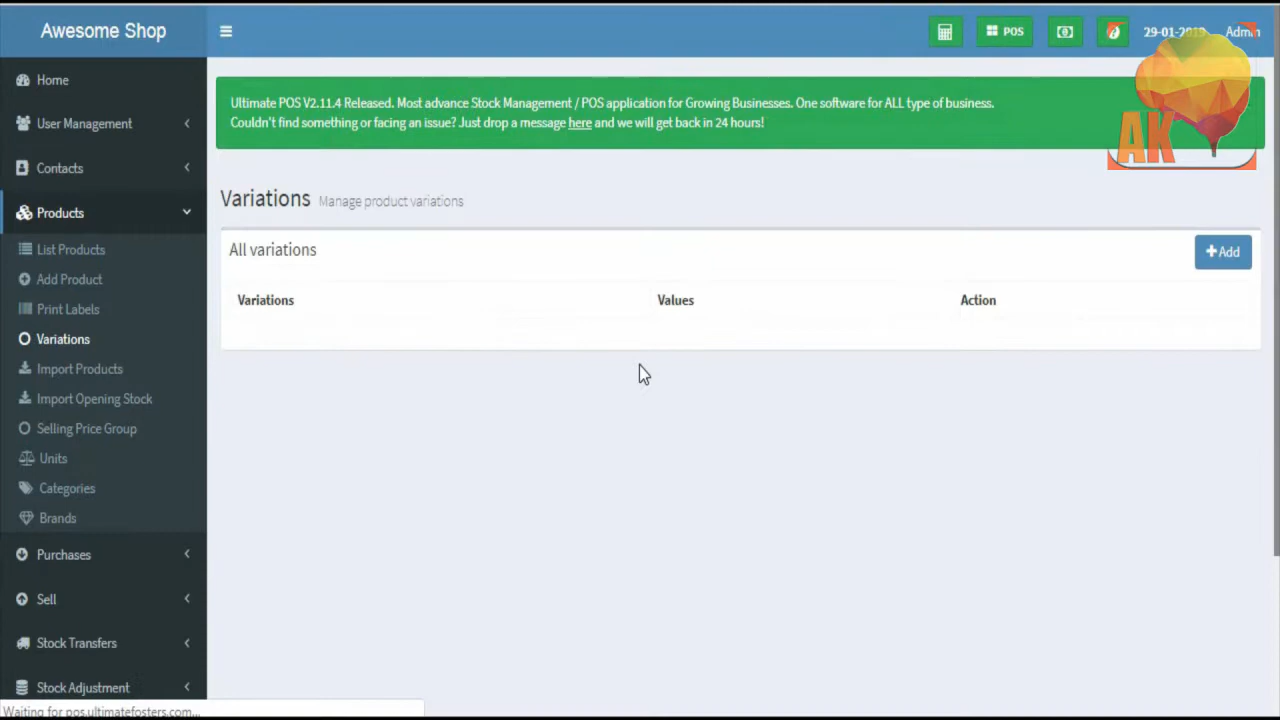 Awesome Shop
POS
29-01-2019
Admin
Home
User Management
Contacts
Products
List Products
Add Product
Print Labels
Variations
Import Products
Import Opening Stock
Selling Price Group
Units
Categories
Brands
Purchases
Sell
Stock Transfers
Stock Adjustment
Ultimate POS V2.11.4 Released. Most advance Stock Management / POS application for Growing Businesses. One software for ALL type of business.
Couldn't find something or facing an issue? Just drop a message here and we will get back in 24 hours!
AK
Variations Manage product variations
All variations
Add
Variations Values Action
Waiting for pos.ultimatefosters.com...